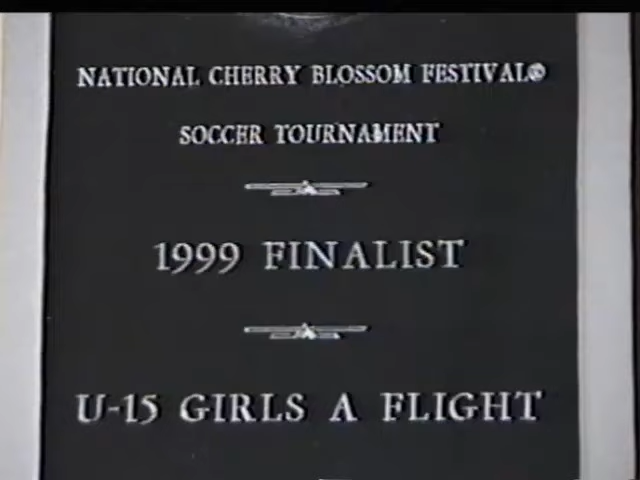 NATIONAL CHERRY BLOSSOM FESTIVAL®
SOCCER TOURNAMENT
1999 FINALIST
U-15 GIRLS A FLIGHT